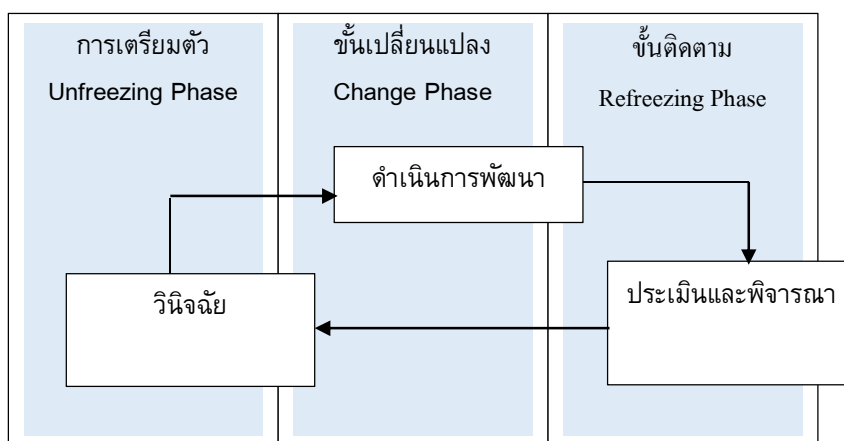 การเตรียมตัว
Unfreezing Phase
ขั้นเปลี่ยนแปลง
Change Phase
ขั้นติดตาม
Refreezing Phase
ดำเนินการพัฒนา
วินิจฉัย
ประเมินและพิจารณา